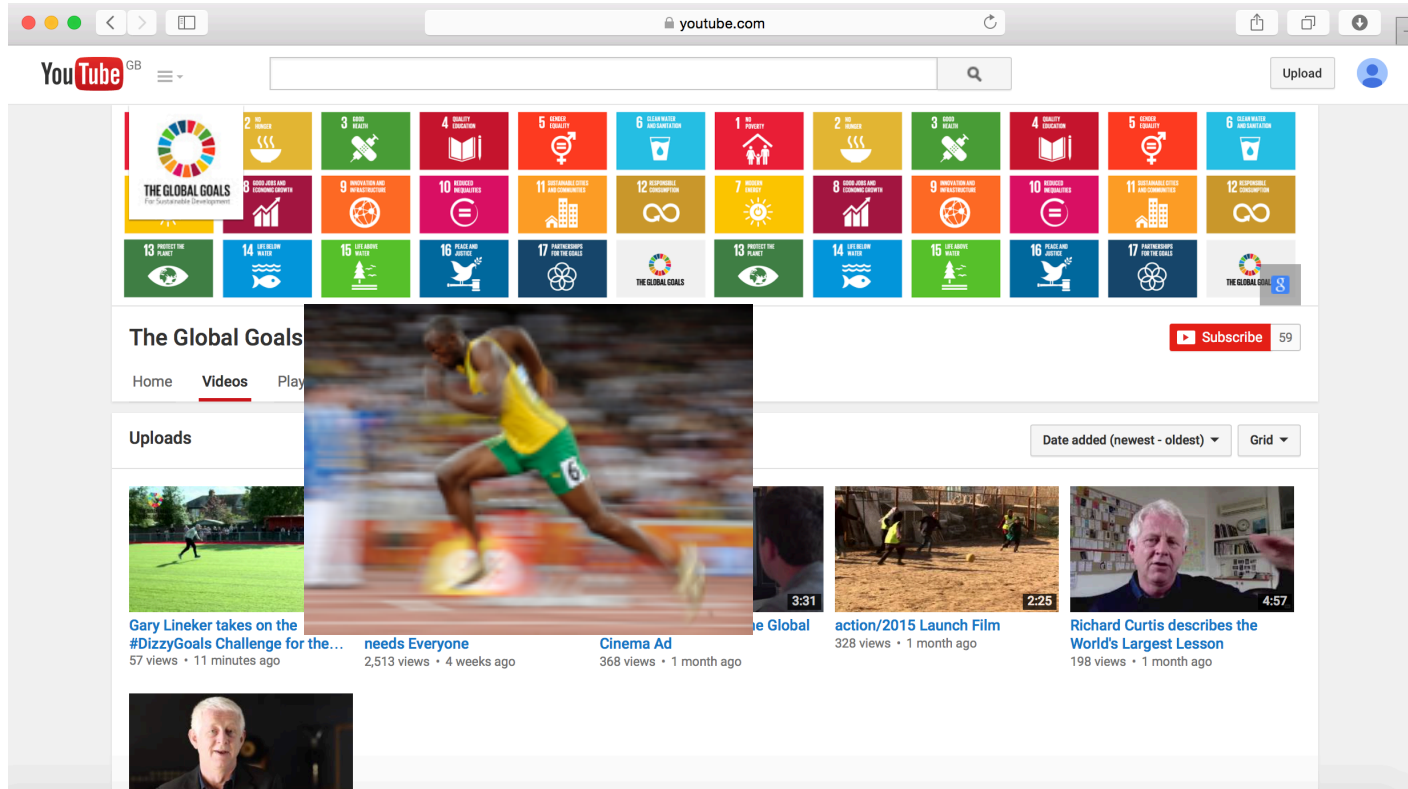 youtube.com
YouTube GB
Upload
2 NO HUNGER
3 GOOD HEALTH
4 QUALITY EDUCATION
5 GENDER EQUALITY
6 CLEAN WATER AND SANITATION
1 NO POVERTY
2 NO HUNGER
3 GOOD HEALTH
4 QUALITY EDUCATION
5 GENDER EQUALITY
6 CLEAN WATER AND SANITATION
THE GLOBAL GOALS
For Sustainable Development
8 GOOD JOBS AND ECONOMIC GROWTH
9 INNOVATION AND INFRASTRUCTURE
10 REDUCED INEQUALITIES
11 SUSTAINABLE CITIES AND COMMUNITIES
12 RESPONSIBLE CONSUMPTION
7 MODERN ENERGY
8 GOOD JOBS AND ECONOMIC GROWTH
9 INNOVATION AND INFRASTRUCTURE
10 REDUCED INEQUALITIES
11 SUSTAINABLE CITIES AND COMMUNITIES
12 RESPONSIBLE CONSUMPTION
13 PROTECT THE PLANET
14 LIFE BELOW WATER
15 LIFE ABOVE WATER
16 PEACE AND JUSTICE
17 PARTNERSHIPS FOR THE GOALS
THE GLOBAL GOALS
13 PROTECT THE PLANET
14 LIFE BELOW WATER
15 LIFE ABOVE WATER
16 PEACE AND JUSTICE
17 PARTNERSHIPS FOR THE GOALS
THE GLOBAL GOAL
8
The Global Goals
Subscribe 59
Home Videos Play
Uploads
Date added (newest - oldest) Grid
6
3:31
2:25
4:57
Gary Lineker takes on the
#DizzyGoals Challenge for the…
57 views • 11 minutes ago
needs Everyone
2,513 views • 4 weeks ago
he Global
Cinema Ad
368 views • 1 month ago
action/2015 Launch Film
328 views • 1 month ago
Richard Curtis describes the
World's Largest Lesson
198 views • 1 month ago